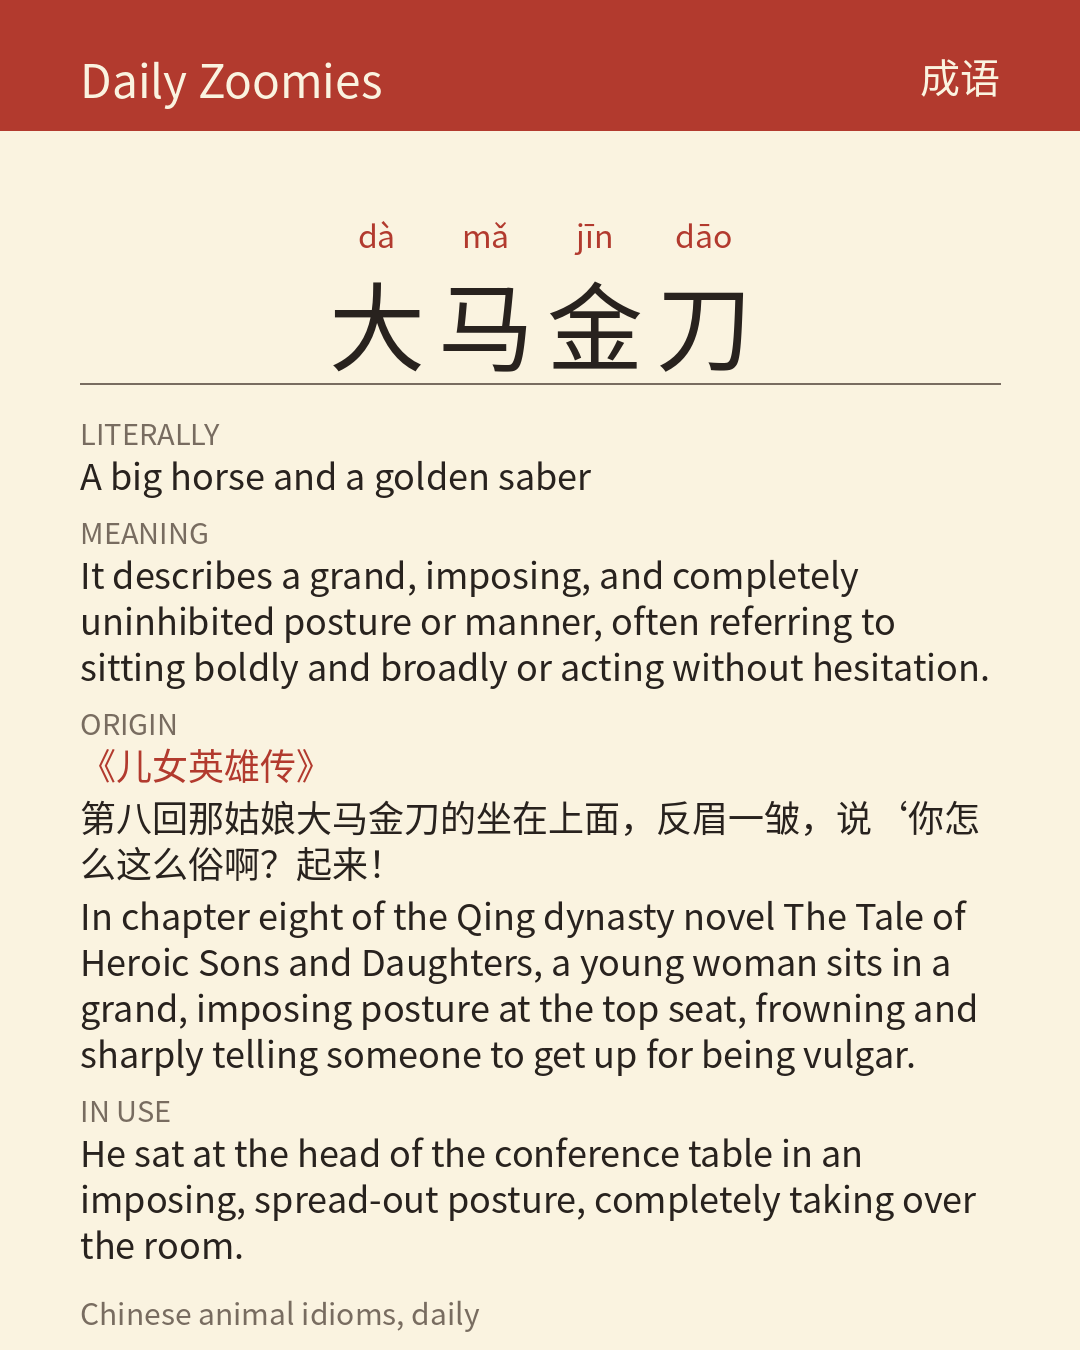 Daily Zoomies
成语
dà mǎ jīn dāo
大马金刀
LITERALLY
A big horse and a golden saber
MEANING
It describes a grand, imposing, and completely
uninhibited posture or manner, often referring to
sitting boldly and broadly or acting without hesitation.
ORIGIN
《儿女英雄传》
第八回那姑娘大马金刀的坐在上面，反眉一皱，说‘你怎
么这么俗啊？起来！
In chapter eight of the Qing dynasty novel The Tale of
Heroic Sons and Daughters, a young woman sits in a
grand, imposing posture at the top seat, frowning and
sharply telling someone to get up for being vulgar.
IN USE
He sat at the head of the conference table in an
imposing, spread-out posture, completely taking over
the room.
Chinese animal idioms, daily